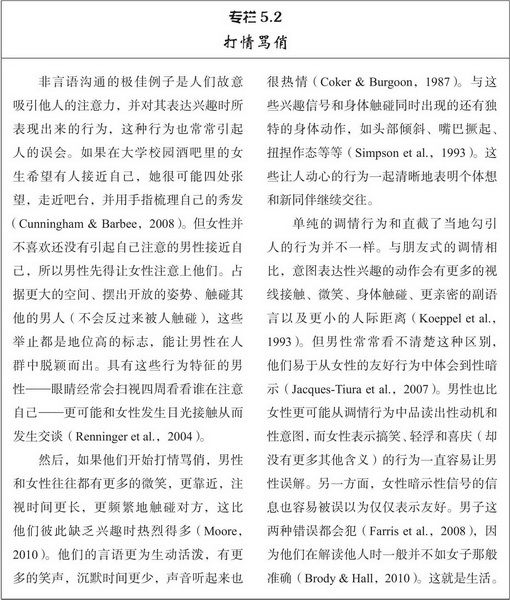 专栏 5.2
打情骂俏
非言语沟通的极佳例子是人们故意
吸引他人的注意力，并对其表达兴趣时所
表现出来的行为，这种行为也常常引起
人的误会。如果在大学校园酒吧里的女
生希望有人接近自己，她很可能四处张
望，走近吧台，并用手指梳理自己的秀发
（Cunningham & Barbee，2008）。但女性并
不喜欢还没有引起自己注意的男性接近自
己，所以男性先得让女性注意上他们。占
据更大的空间、摆出开放的姿势、触碰其
他的男人（不会反过来被人触碰），这些
举止都是地位高的标志，能让男性在人
群中脱颖而出。具有这些行为特征的男
性——眼睛经常会扫视四周看看谁在注意
自己——更可能和女性发生目光接触从而
发生交谈（Renninger et al.，2004）。
然后，如果他们开始打情骂俏，男性
和女性往往都有更多的微笑，更靠近，注
视时间更长，更频繁地触碰对方，这比
他们彼此缺乏兴趣时热烈得多（Moore，
2010）。他们的言语更为生动活泼，有更
多的笑声，沉默时间更少，声音听起来也
很热情（Coker & Burgoon，1987）。与这
些兴趣信号和身体触碰同时出现的还有独
特的身体动作，如头部倾斜、嘴巴撅起、
扭捏作态等等（Simpson et al.，1993）。这
些让人动心的行为一起清晰地表明个体想
和新同伴继续交往。
单纯的调情行为和直截了当地勾引
人的行为并不一样。与朋友式的调情相
比，意图表达性兴趣的动作会有更多的视
线接触、微笑、身体触碰、更亲密的副语
言以及更小的人际距离（Koeppel et al.，
1993）。但男性常常看不清楚这种区别，
他们易于从女性的友好行为中体会到性暗
示（Jacques-Tiura et al.，2007）。男性也比
女性更可能从调情行为中品读出性动机和
性意图，而女性表示搞笑、轻浮和喜庆（却
没有更多其他含义）的行为一直容易让男
性误解。另一方面，女性暗示性信号的信
息也容易被误以为仅仅表示友好。男子这
两种错误都会犯（Farris et al.，2008），因
为他们在解读他人时一般并不如女子那般
准确（Brody & Hall，2010）。这就是生活。